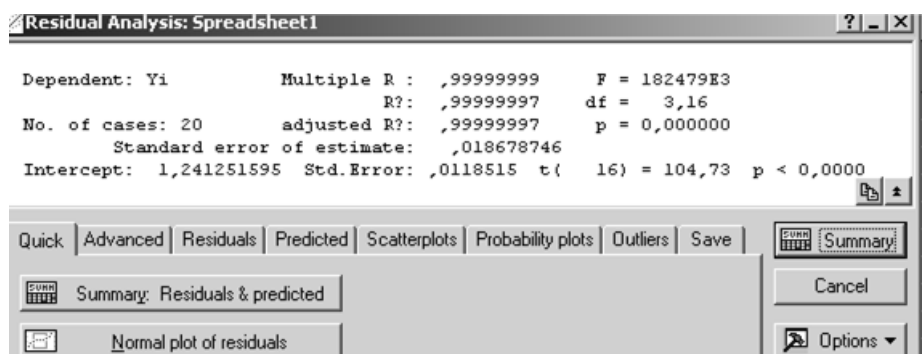 Residual Analysis: Spreadsheet1
Dependent: Yi Multiple R : ,99999999 F = 182479E3
R?: ,99999997 df = 3,16
No. of cases: 20 adjusted R?: ,99999997 p = 0,000000
Standard error of estimate: ,018678746
Intercept: 1,241251595 Std.Error: ,0118515 t( 16) = 104,73 p < 0,0000
Quick Advanced Residuals Predicted Scatterplots Probability plots Outliers Save
Summary
Summary: Residuals & predicted
Cancel
Normal plot of residuals
Options